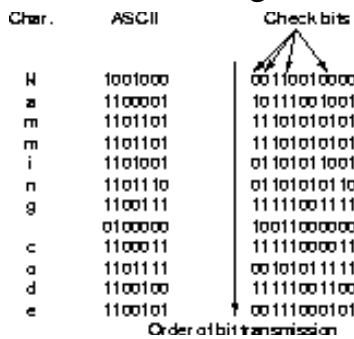 Char. ASCII Check bits
H 1001000 00110010000
a 1100001 10111001001
m 1101101 11101010101
m 1101101 11101010101
i 1101001 01101011001
n 1101110 01101010110
g 1100111 11111001111
0100000 10011000000
c 1100011 11111000011
o 1101111 00101011111
d 1100100 11111001100
e 1100101 00111000101
Order of bit transmission